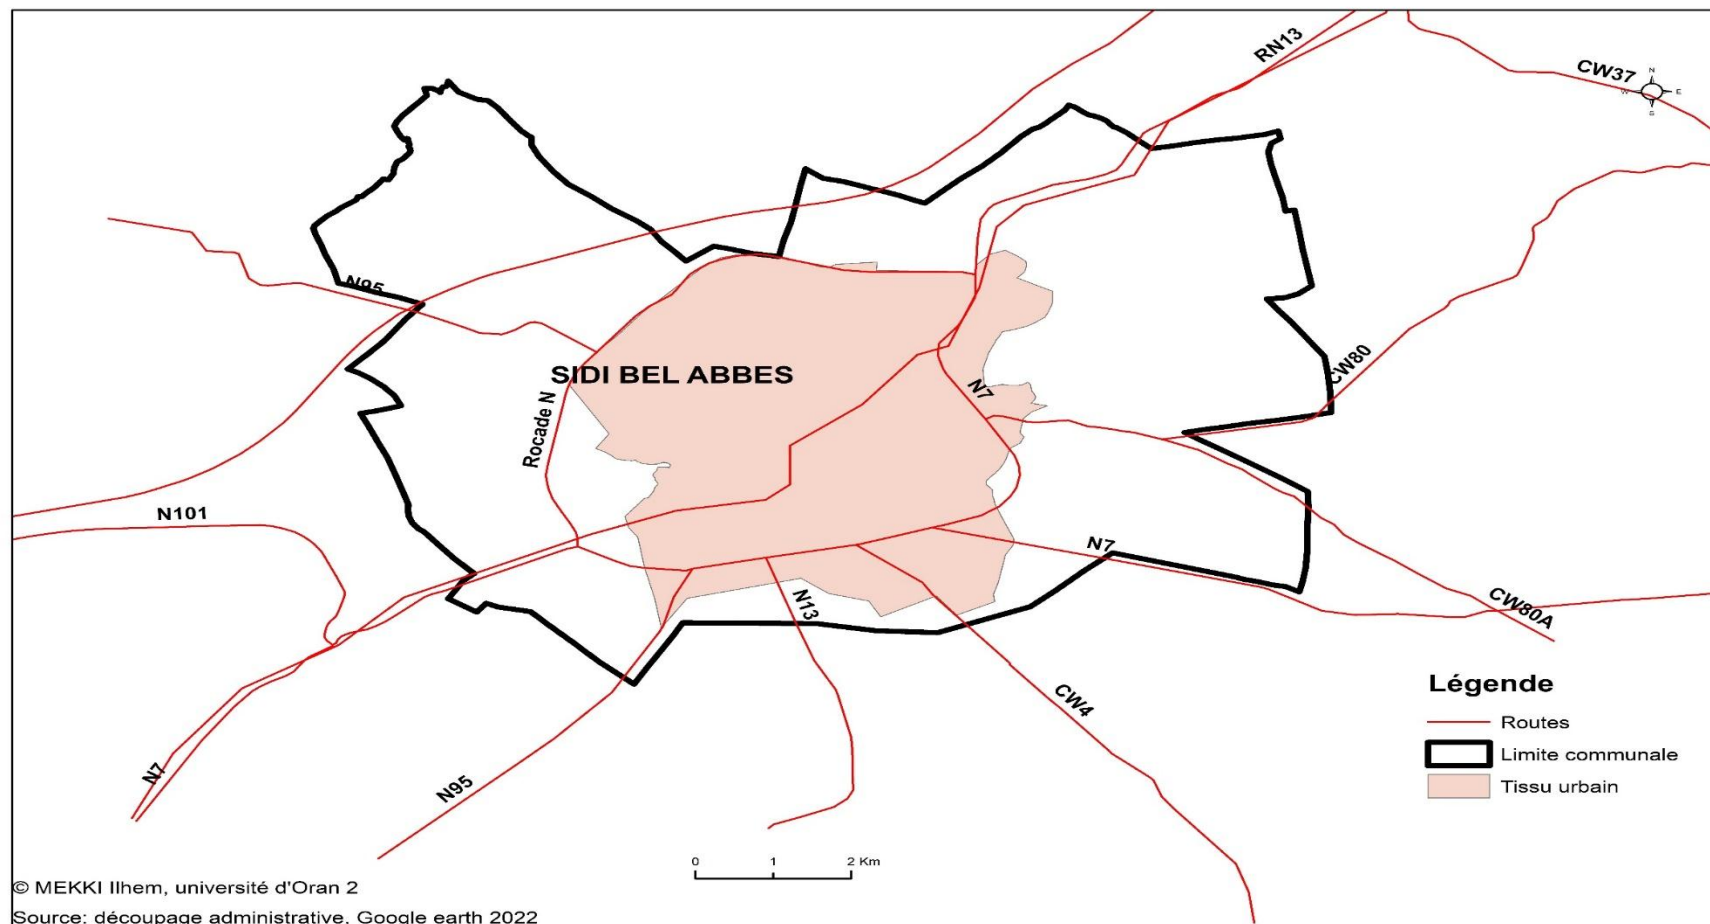 RN13
CW37
N
W
E
S
N95
SIDI BEL ABBES
CW80
N7
Rocade N
N101
N7
CW80A
N13
Légende
CW4
Routes
Limite communale
N7
N95
Tissu urbain
0 1 2 Km
© MEKKI Ilhem, université d'Oran 2
Source: découpage administrative, Google earth 2022